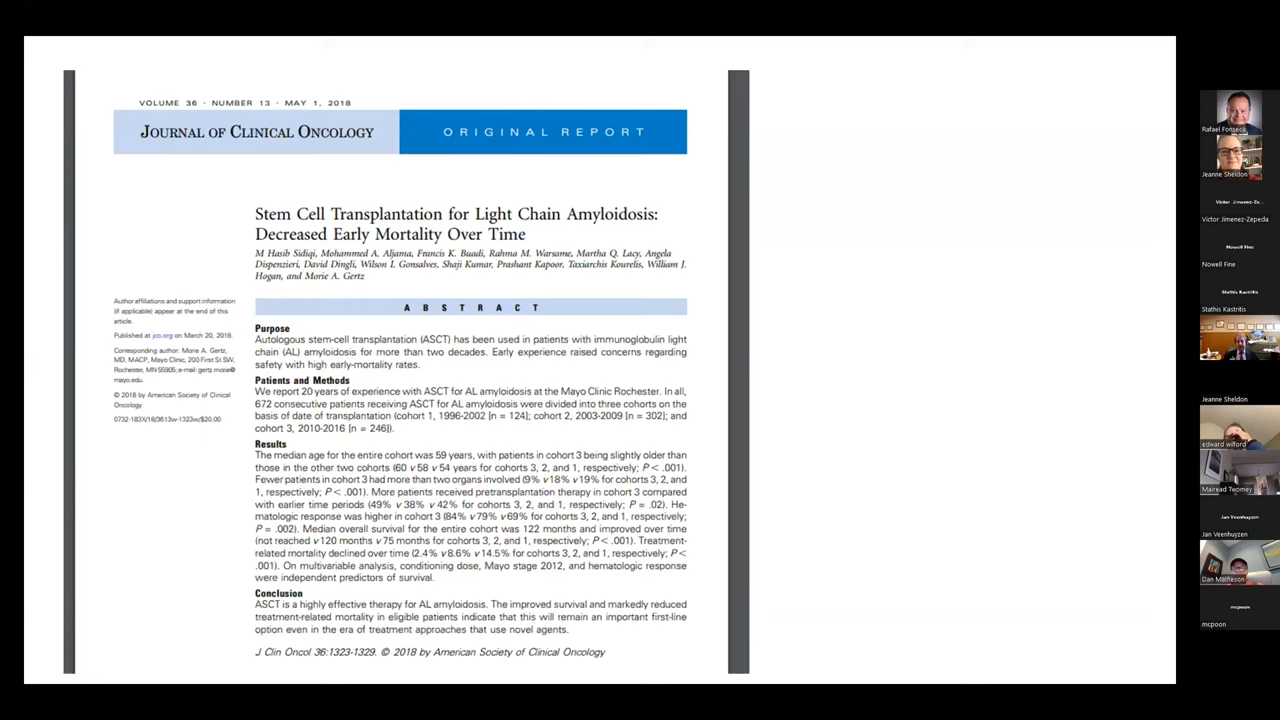 VOLUME 36 · NUMBER 13 · MAY 1, 2018
JOURNAL OF CLINICAL ONCOLOGY
ORIGINAL REPORT
Stem Cell Transplantation for Light Chain Amyloidosis:
Decreased Early Mortality Over Time
M Hasib Sidiqi, Mohammed A. Aljama, Francis K. Buadi, Rahma M. Warsame, Martha Q. Lacy, Angela
Dispenzieri, David Dingli, Wilson I. Gonsalves, Shaji Kumar, Prashant Kapoor, Taxiarchis Kourelis, William J.
Hogan, and Morie A. Gertz
Author affiliations and support information
(if applicable) appear at the end of this
article.
Published at jco.org on March 20, 2018.
Corresponding author: Morie A. Gertz,
MD, MACP, Mayo Clinic, 200 First St SW,
Rochester, MN 55905; e-mail: gertz.morie@
mayo.edu.
© 2018 by American Society of Clinical
Oncology
0732-183X/18/3613w-1323w/$20.00
ABSTRACT
Purpose
Autologous stem-cell transplantation (ASCT) has been used in patients with immunoglobulin light
chain (AL) amyloidosis for more than two decades. Early experience raised concerns regarding
safety with high early-mortality rates.
Patients and Methods
We report 20 years of experience with ASCT for AL amyloidosis at the Mayo Clinic Rochester. In all,
672 consecutive patients receiving ASCT for AL amyloidosis were divided into three cohorts on the
basis of date of transplantation (cohort 1, 1996-2002 [n = 124]; cohort 2, 2003-2009 [n = 302]; and
cohort 3, 2010-2016 [n = 246]).
Results
The median age for the entire cohort was 59 years, with patients in cohort 3 being slightly older than
those in the other two cohorts (60 v 58 v 54 years for cohorts 3, 2, and 1, respectively; P < .001).
Fewer patients in cohort 3 had more than two organs involved (9% v 18% v 19% for cohorts 3, 2, and
1, respectively; P < .001). More patients received pretransplantation therapy in cohort 3 compared
with earlier time periods (49% v 38% v 42% for cohorts 3, 2, and 1, respectively; P = .02). He-
matologic response was higher in cohort 3 (84% v 79% v 69% for cohorts 3, 2, and 1, respectively;
P = .002). Median overall survival for the entire cohort was 122 months and improved over time
(not reached v 120 months v 75 months for cohorts 3, 2, and 1, respectively; P < .001). Treatment-
related mortality declined over time (2.4% v 8.6% v 14.5% for cohorts 3, 2, and 1, respectively; P <
.001). On multivariable analysis, conditioning dose, Mayo stage 2012, and hematologic response
were independent predictors of survival.
Conclusion
ASCT is a highly effective therapy for AL amyloidosis. The improved survival and markedly reduced
treatment-related mortality in eligible patients indicate that this will remain an important first-line
option even in the era of treatment approaches that use novel agents.
J Clin Oncol 36:1323-1329. © 2018 by American Society of Clinical Oncology
Rafael Fonseca
Jeanne Sheldon
Victor Jimenez-Ze...
Victor Jimenez-Zepeda
Nowell Fine
Nowell Fine
Stathis Kastritis
Stathis Kastritis
Jeanne Sheldon
edward wilford
Mairead Twomey
Jan Veenhuyzen
Jan Veenhuyzen
Dan Matheson
mcpoon
mcpoon